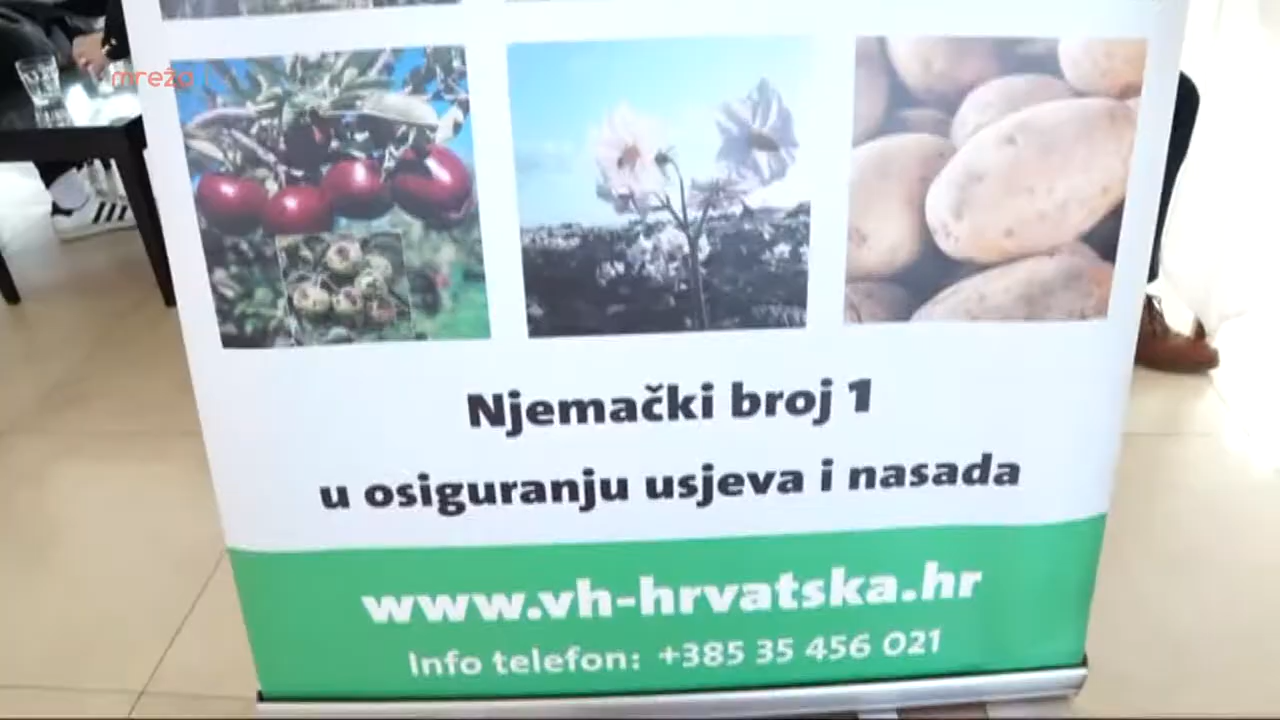 mreža
Njemački broj 1
u osiguranju usjeva i nasada
www.vh-hrvatska.hr
Info telefon: +385 35 456 021